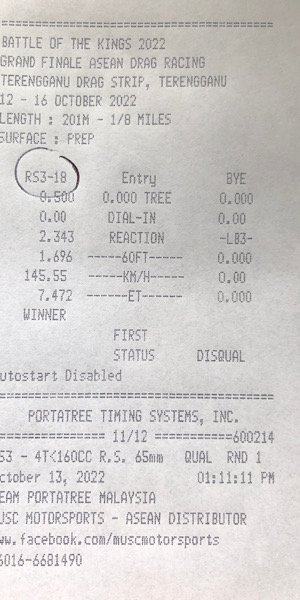 BATTLE OF THE KINGS 2022
GRAND FINALE ASEAN DRAG RACING
TERENGGANU DRAG STRIP, TERENGGANU
12 - 16 OCTOBER 2022
LENGTH : 201M - 1/8 MILES
SURFACE : PREP
RS3-18 Entry BYE
0.500 0.000 TREE 0.000
0.00 DIAL-IN 0.00
2.343 REACTION -L83-
1.696 -----60FT----- 0.000
145.55 -----KM/H----- 0.00
7.472 ------ET------ 0.000
WINNER
FIRST
STATUS DISQUAL
utostart Disabled
PORTATREE TIMING SYSTEMS, INC.
=============== 11/12 ===========600214
S3 - 4T<160CC R.S. 65mm QUAL RND 1
ctober 13, 2022 01:11:11 PM
EAM PORTATREE MALAYSIA
USC MOTORSPORTS - ASEAN DISTRIBUTOR
ww.facebook.com/muscmotorsports
6016-6681490